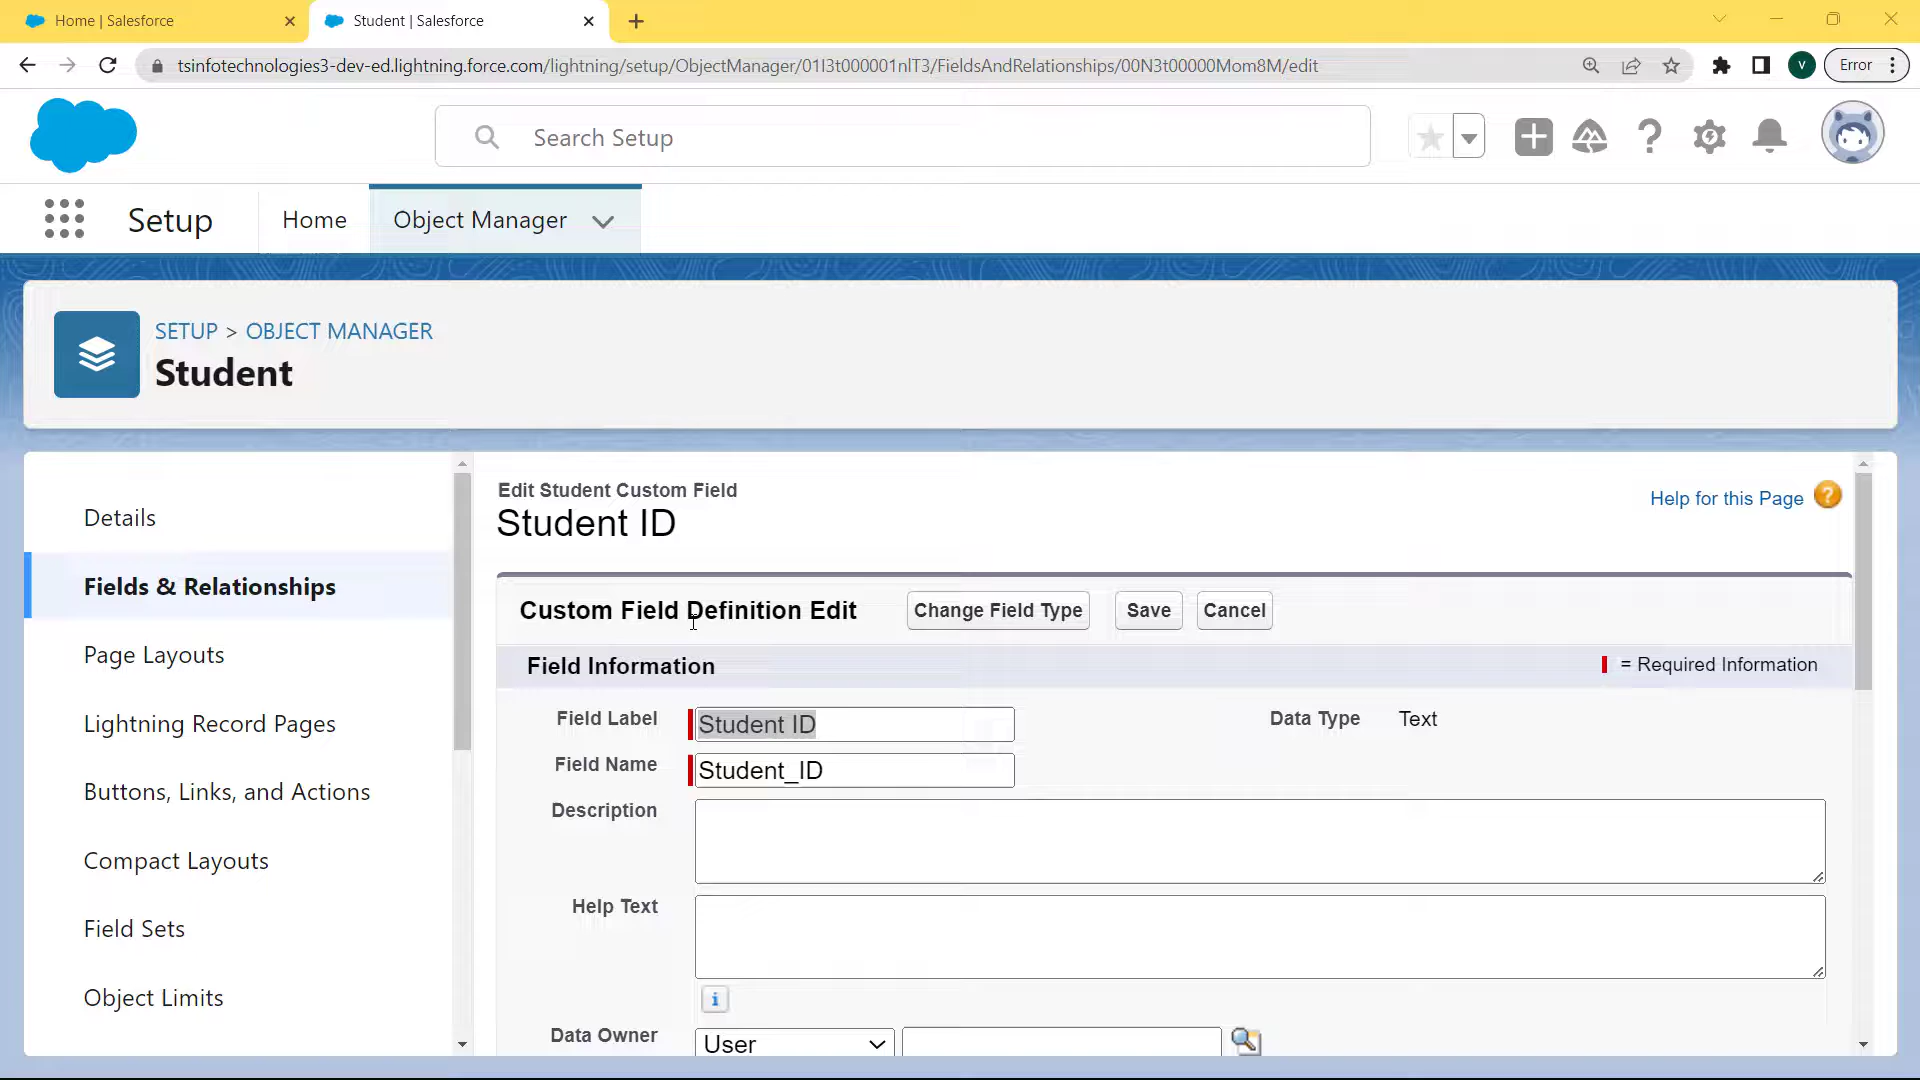 Home | Salesforce
Student | Salesforce
tsinfotechnologies3-dev-ed.lightning.force.com/lightning/setup/ObjectManager/01I3t000001nlT3/FieldsAndRelationships/00N3t00000Mom8M/edit
V
Error
Search Setup
Setup
Home
Object Manager
SETUP > OBJECT MANAGER
Student
Details
Fields & Relationships
Page Layouts
Lightning Record Pages
Buttons, Links, and Actions
Compact Layouts
Field Sets
Object Limits
Edit Student Custom Field
Student ID
Help for this Page
Custom Field Definition Edit
Change Field Type
Save
Cancel
Field Information
= Required Information
Field Label
Student ID
Data Type
Text
Field Name
Student_ID
Description
Help Text
Data Owner
User